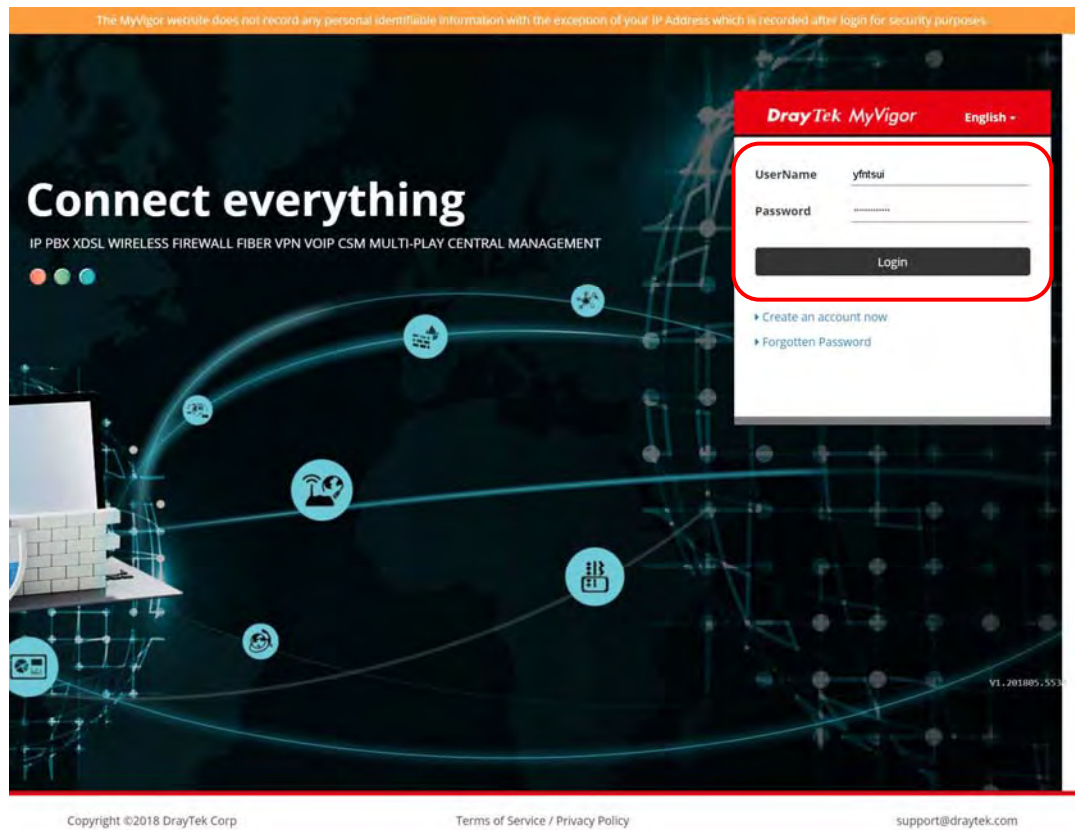 The MyVigor website does not record any personal identifiable information with the exception of your IP Address which is recorded after login for security purposes.
DrayTek MyVigor English
UserName yfntsui
Password ·············
Login
Create an account now
Forgotten Password
Connect everything
IP PBX XDSL WIRELESS FIREWALL FIBER VPN VOIP CSM MULTI-PLAY CENTRAL MANAGEMENT
V1.201805.553
Copyright ©2018 DrayTek Corp Terms of Service / Privacy Policy support@draytek.com